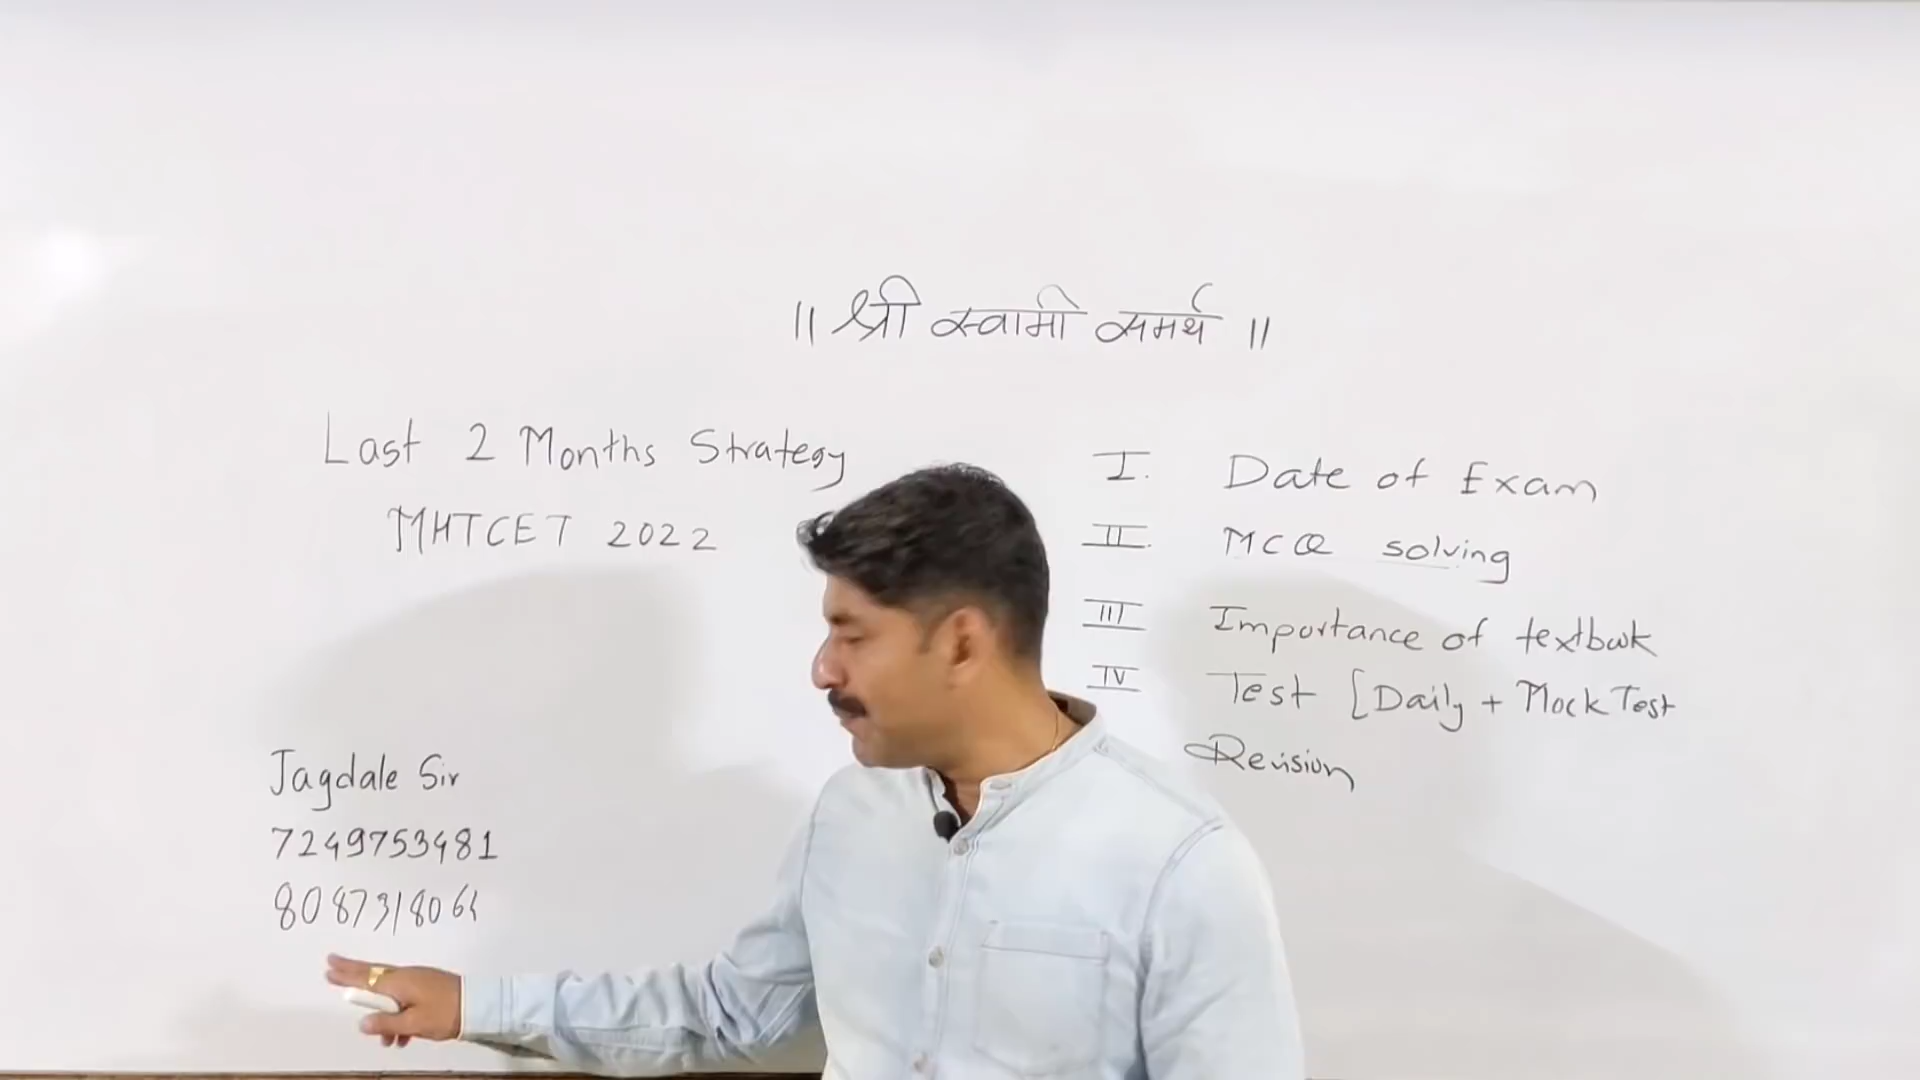 ॥ श्री स्वामी समर्थ ॥
Last 2 Months Strategy
MHTCET 2022
I. Date of Exam
II. MCQ solving
III Importance of textbook
IV Test [Daily + Mock Test
Revision
Jagdale Sir
7249753481
8087318064